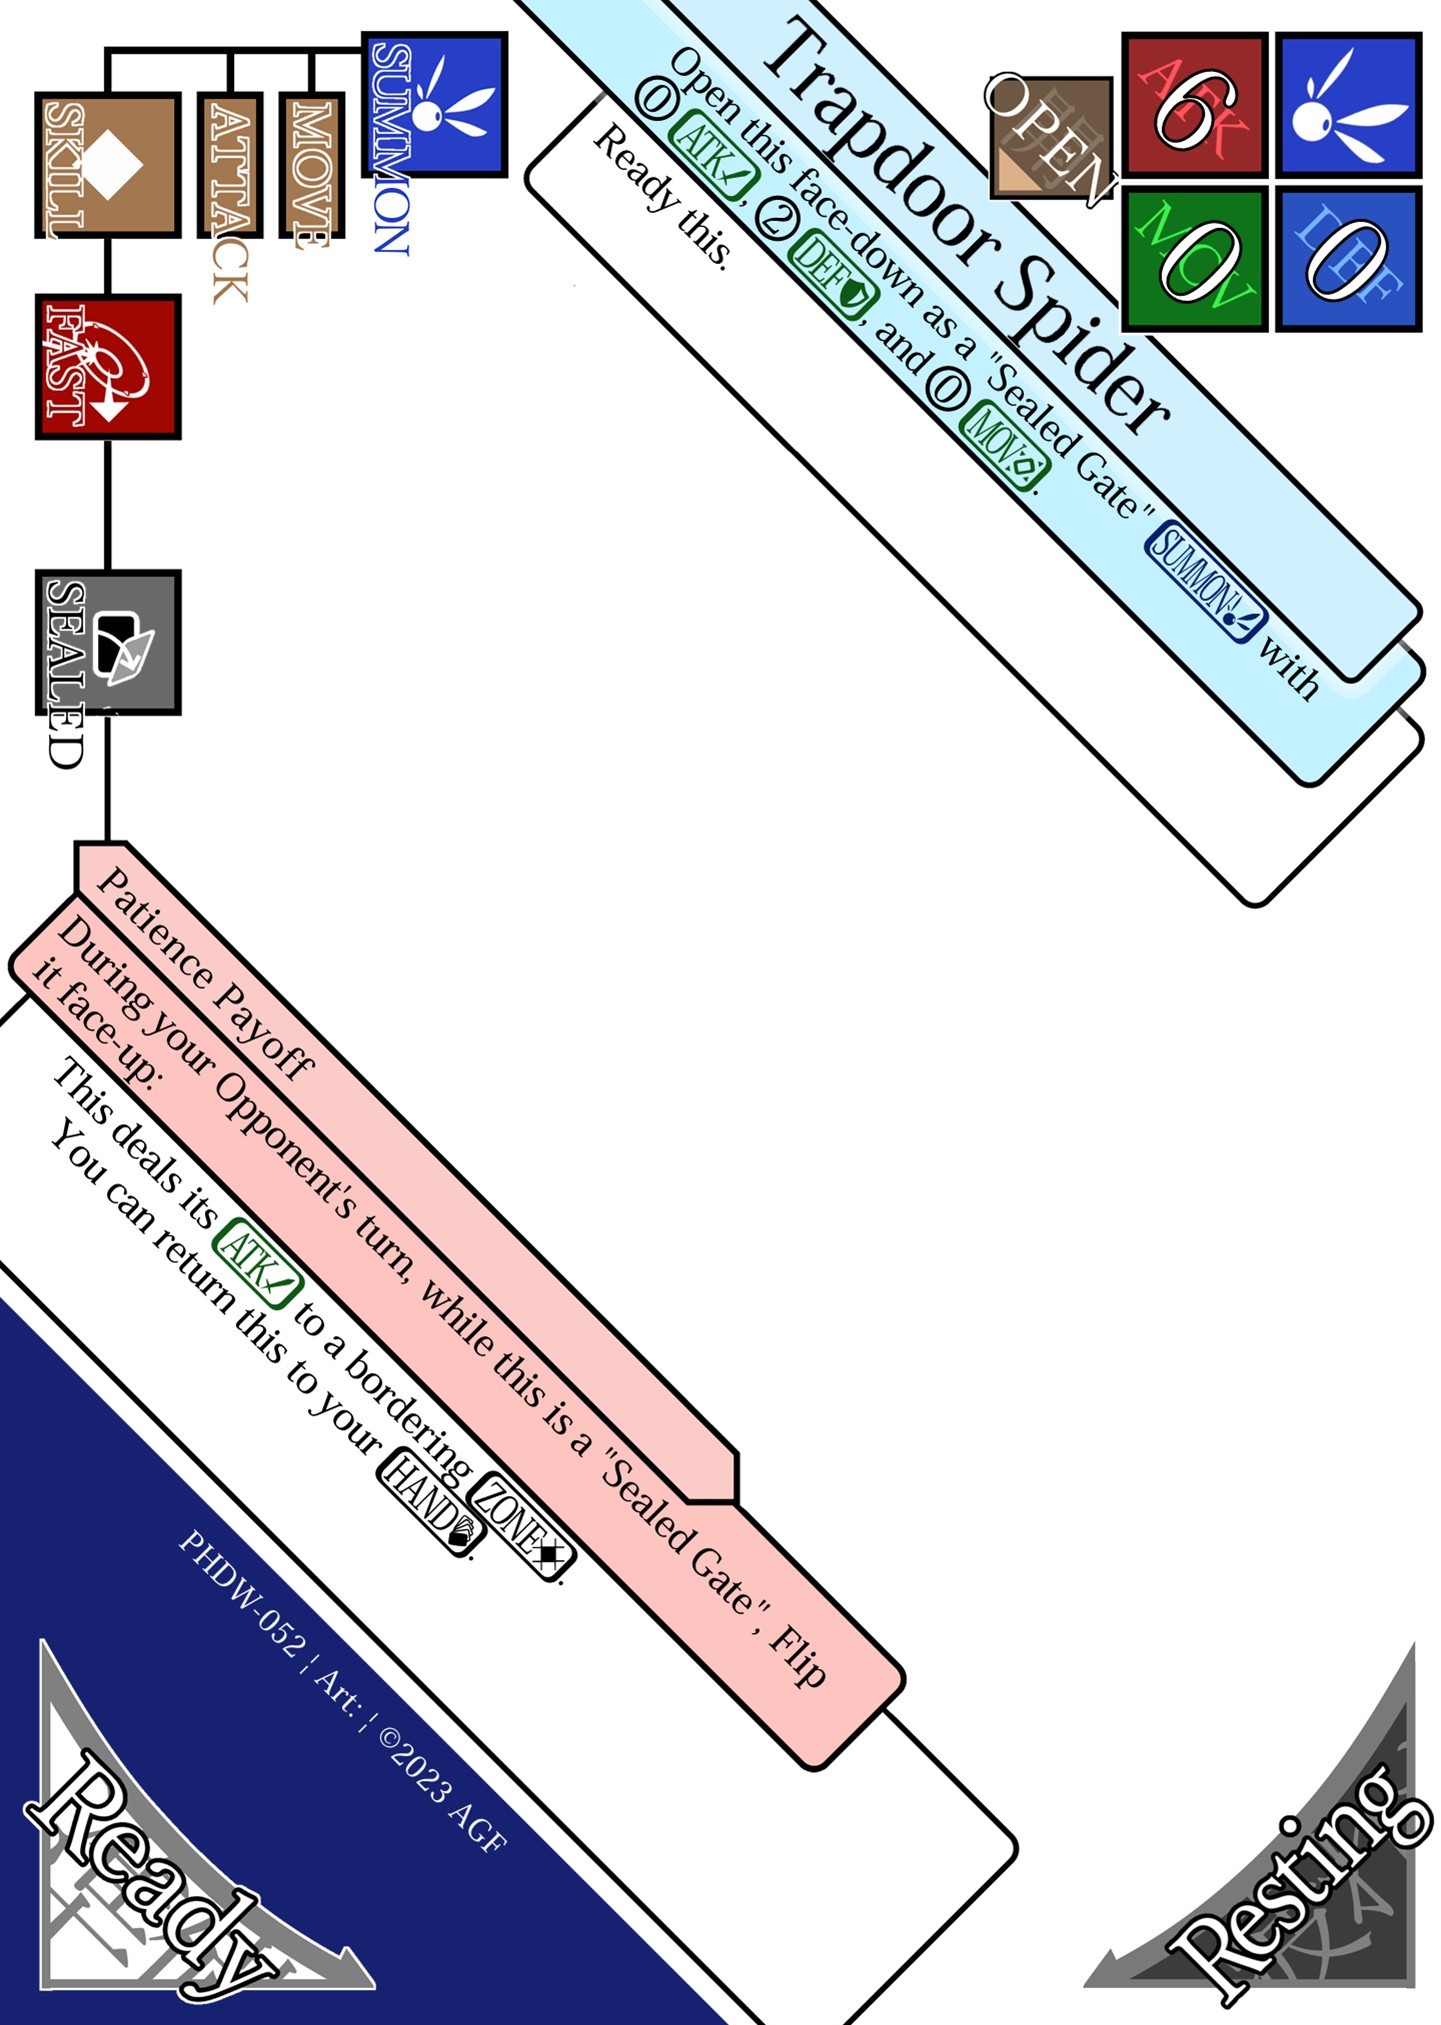 Trapdoor Spider
Open this face-down as a "Sealed Gate" SUMMON with
0 ATK, 2 DEF, and 0 MOV.
Ready this.
OPEN
ATK 6
DEF 0
MOV 0
SUMMON
MOVE
ATTACK
SKILL
FAST
SEALED
Patience Payoff
During your Opponent's turn, while this is a "Sealed Gate", Flip
it face-up:
This deals its ATK to a bordering ZONE.
You can return this to your HAND.
PHDW-052 ¦ Art: ¦ ©2023 AGF
Ready
Resting